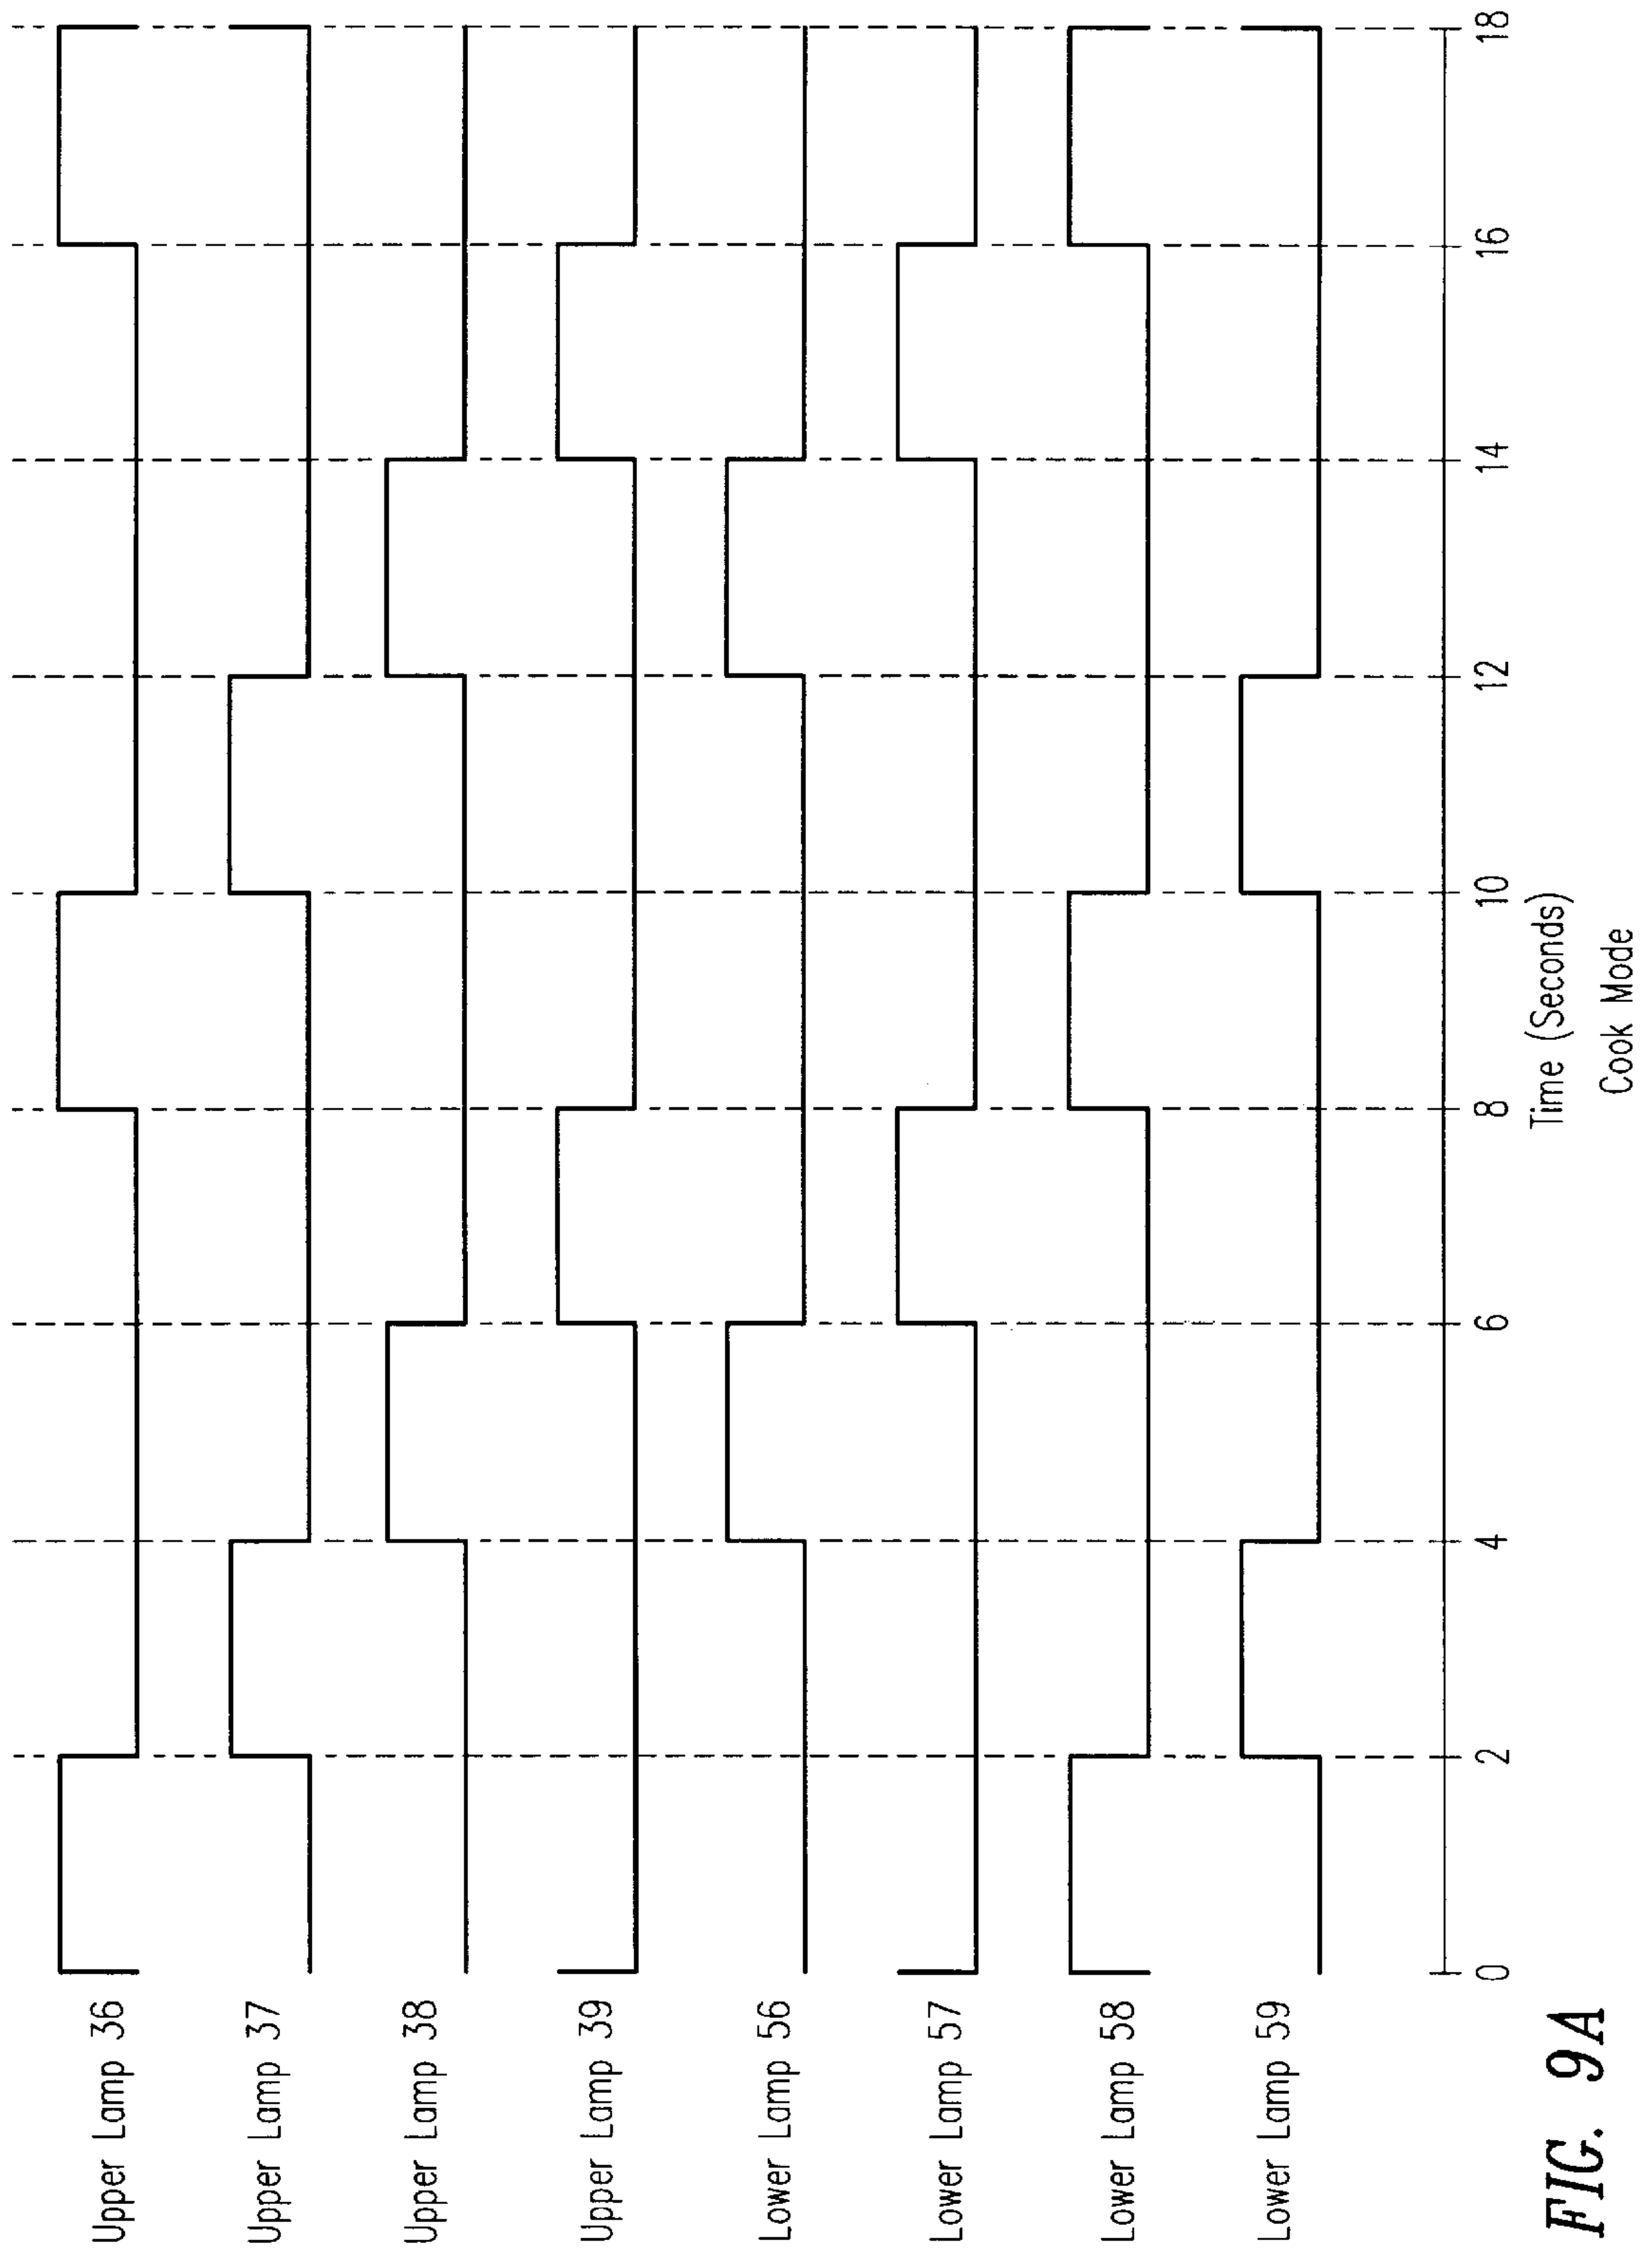 Upper Lamp 36
Upper Lamp 37
Upper Lamp 38
Upper Lamp 39
Lower Lamp 56
Lower Lamp 57
Lower Lamp 58
Lower Lamp 59
0 2 4 6 8 10 12 14 16 18
Time (Seconds)
Cook Mode
FIG. 9A